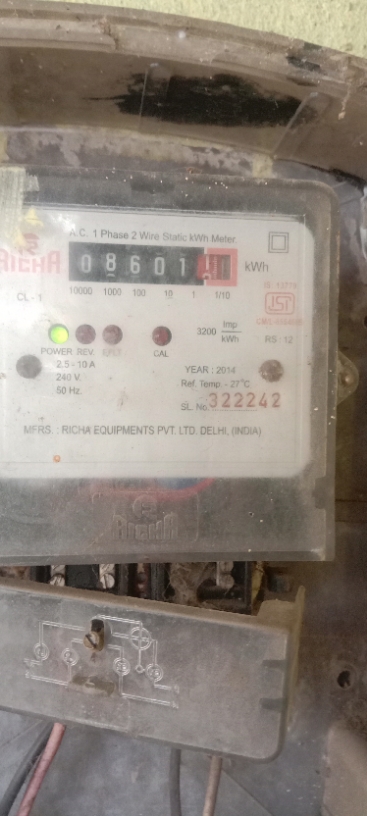 A.C. 1 Phase 2 Wire Static kWh Meter
RICHA
08601 kWh
10000 1000 100 10 1 1/10
CL - 1
ISI
3200 Imp/kWh
RS : 12
POWER REV. CAL
2.5 - 10 A
240 V.
50 Hz.
YEAR : 2014
Ref. Temp. - 27°C
SL. No. 322242
MFRS. : RICHA EQUIPMENTS PVT. LTD. DELHI, (INDIA)
RICHA